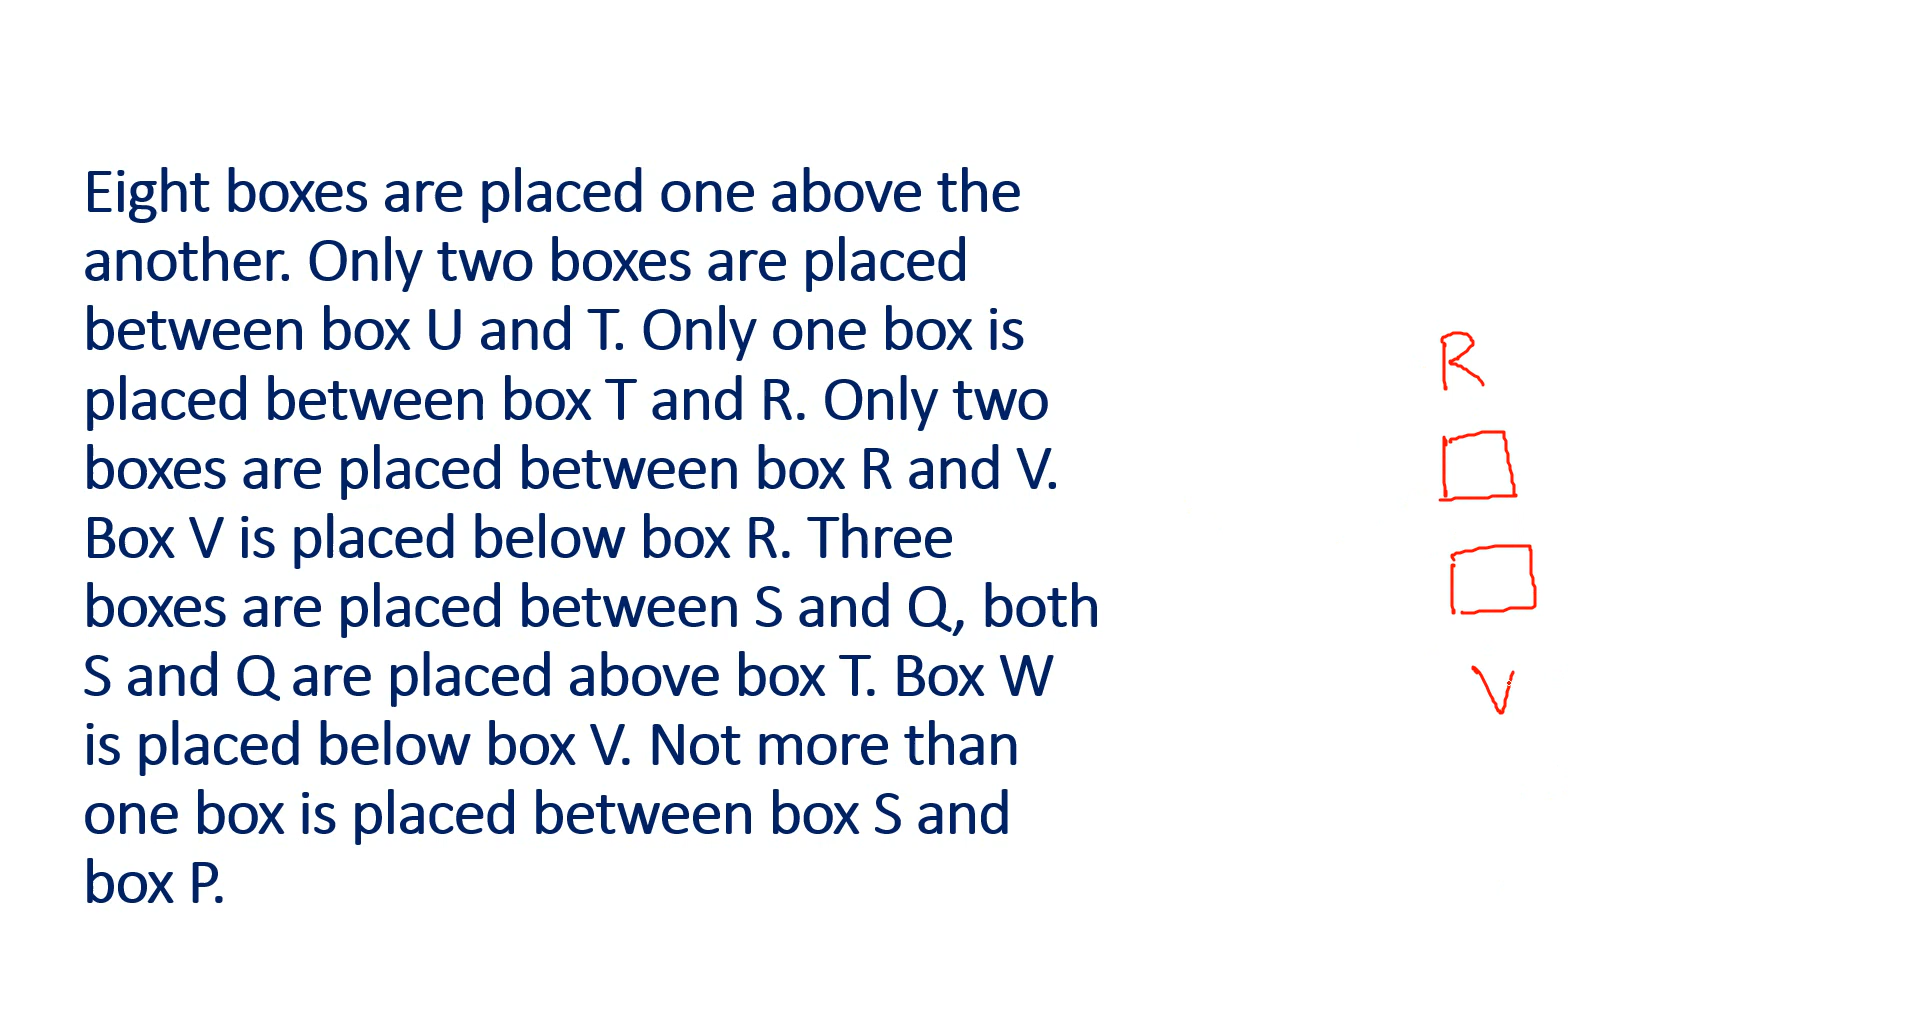 Eight boxes are placed one above the
another. Only two boxes are placed
between box U and T. Only one box is
placed between box T and R. Only two
boxes are placed between box R and V.
Box V is placed below box R. Three
boxes are placed between S and Q, both
S and Q are placed above box T. Box W
is placed below box V. Not more than
one box is placed between box S and
box P.
R
V